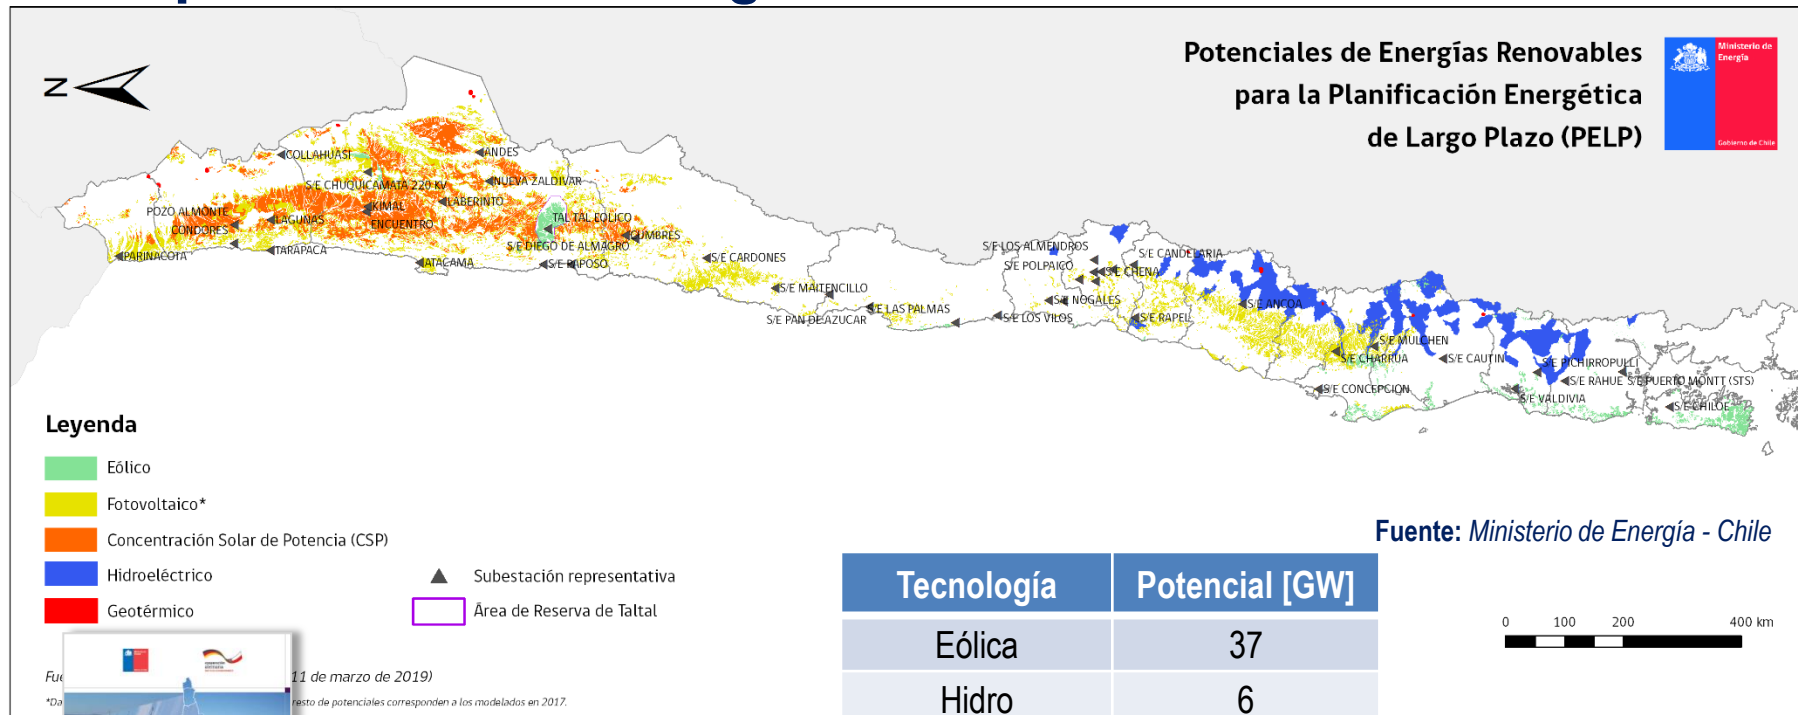 Potenciales de Energías Renovables
para la Planificación Energética
de Largo Plazo (PELP)
Ministerio de
Energía
Gobierno de Chile
N
COLLAHUASI
ANDES
S/E CHUQUICAMATA 220 KV
NUEVA ZALDIVAR
POZO ALMONTE
KIMAL
LABERINTO
LAGUNAS
ENCUENTRO
TAL TAL EOLICO
CONDORES
CUMBRES
PARINACOTA
TARAPACA
S/E DIEGO DE ALMAGRO
ATACAMA
S/E PAPOSO
S/E CARDONES
S/E MAITENCILLO
S/E PAN DE AZUCAR
S/E LAS PALMAS
S/E LOS VILOS
S/E LOS ALMENDROS
S/E POLPAICO
S/E CANDELARIA
S/E CHENA
S/E NOGALES
S/E RAPEL
S/E ANCOA
S/E MULCHEN
S/E CHARRUA
S/E CAUTIN
S/E CONCEPCION
S/E PICHIRROPULLI
S/E RAHUE
S/E PUERTO MONTT (STS)
S/E VALDIVIA
S/E CHILOE
Leyenda
Eólico
Fotovoltaico*
Concentración Solar de Potencia (CSP)
Hidroeléctrico
Geotérmico
Subestación representativa
Área de Reserva de Taltal
Fuente: Ministerio de Energía - Chile
Tecnología Potencial [GW]
Eólica 37
Hidro 6
0 100 200 400 km
11 de marzo de 2019)
resto de potenciales corresponden a los modelados en 2017.